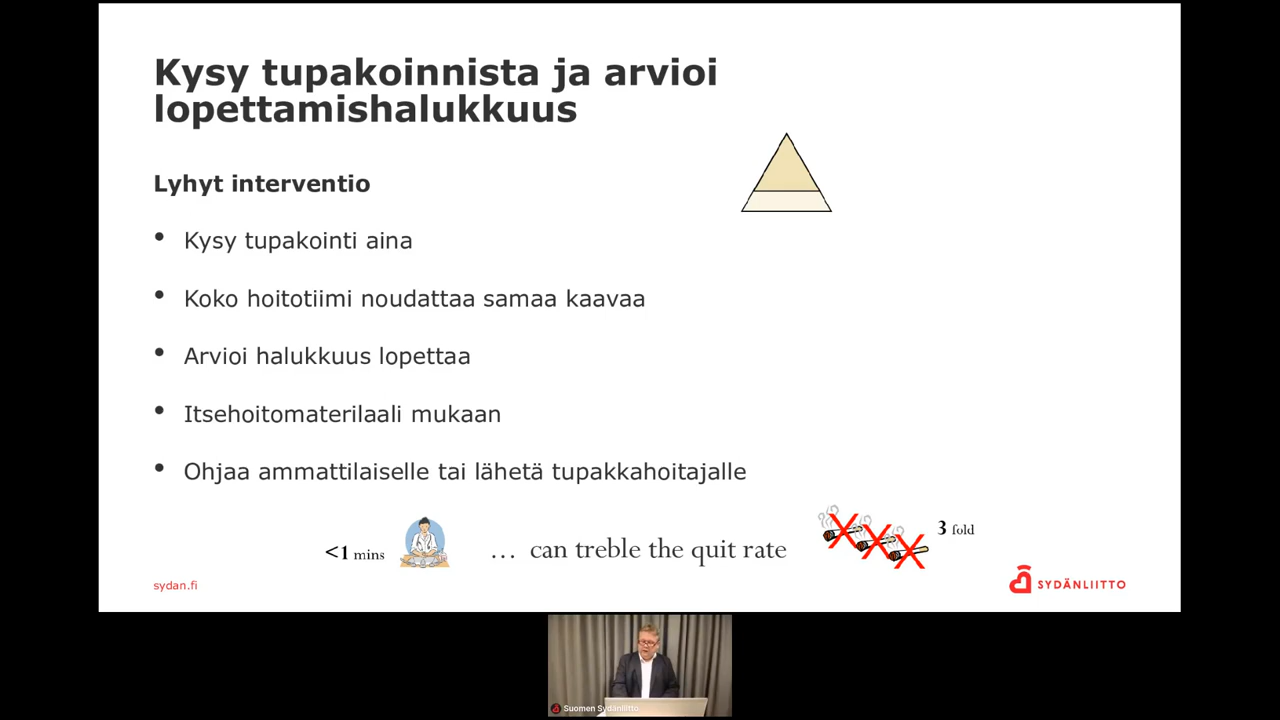 Kysy tupakoinnista ja arvioi
lopettamishalukkuus
Lyhyt interventio
• Kysy tupakointi aina
• Koko hoitotiimi noudattaa samaa kaavaa
• Arvioi halukkuus lopettaa
• Itsehoitomaterilaali mukaan
• Ohjaa ammattilaiselle tai lähetä tupakkahoitajalle
<1 mins
… can treble the quit rate
3 fold
sydan.fi
SYDÄNLIITTO
Suomen Sydänliitto